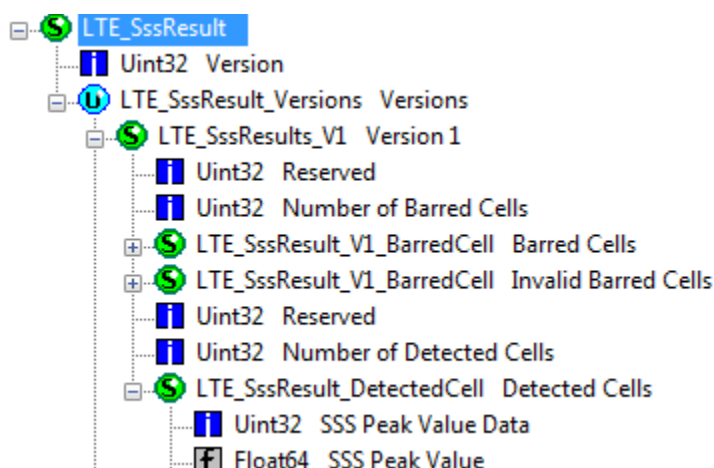 LTE_SssResult
Uint32 Version
LTE_SssResult_Versions Versions
LTE_SssResults_V1 Version 1
Uint32 Reserved
Uint32 Number of Barred Cells
LTE_SssResult_V1_BarredCell Barred Cells
LTE_SssResult_V1_BarredCell Invalid Barred Cells
Uint32 Reserved
Uint32 Number of Detected Cells
LTE_SssResult_DetectedCell Detected Cells
Uint32 SSS Peak Value Data
Float64 SSS Peak Value